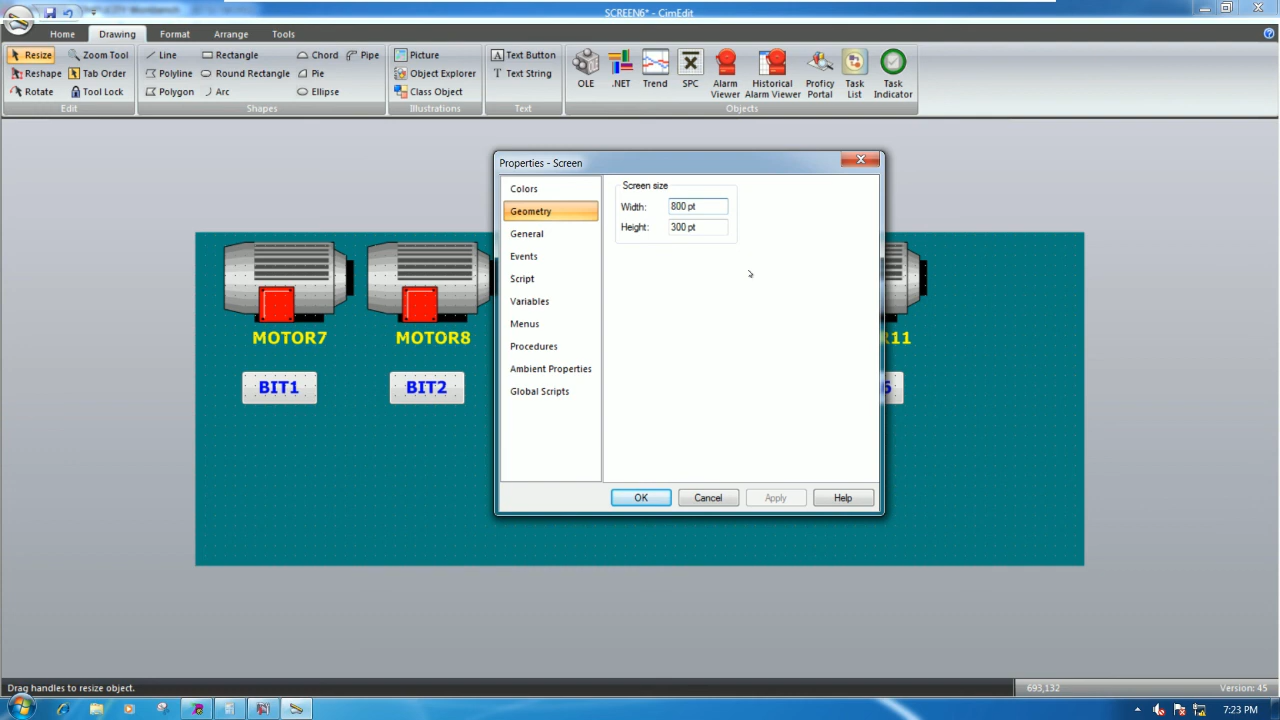 SCREEN6* - CimEdit
Home
Drawing
Format
Arrange
Tools
Resize
Zoom Tool
Line
Rectangle
Chord
Pipe
Picture
Text Button
Reshape
Tab Order
Polyline
Round Rectangle
Pie
Object Explorer
Text String
Rotate
Tool Lock
Polygon
Arc
Ellipse
Class Object
OLE
.NET
Trend
SPC
Alarm
Viewer
Historical
Alarm Viewer
Proficy
Portal
Task
List
Task
Indicator
Edit
Shapes
Illustrations
Text
Objects
Properties - Screen
Colors
Geometry
General
Events
Script
Variables
Menus
Procedures
Ambient Properties
Global Scripts
Screen size
Width:
800 pt
Height:
300 pt
OK
Cancel
Apply
Help
MOTOR7
MOTOR8
R11
BIT1
BIT2
Drag handles to resize object.
693,132
Version: 45
7:23 PM